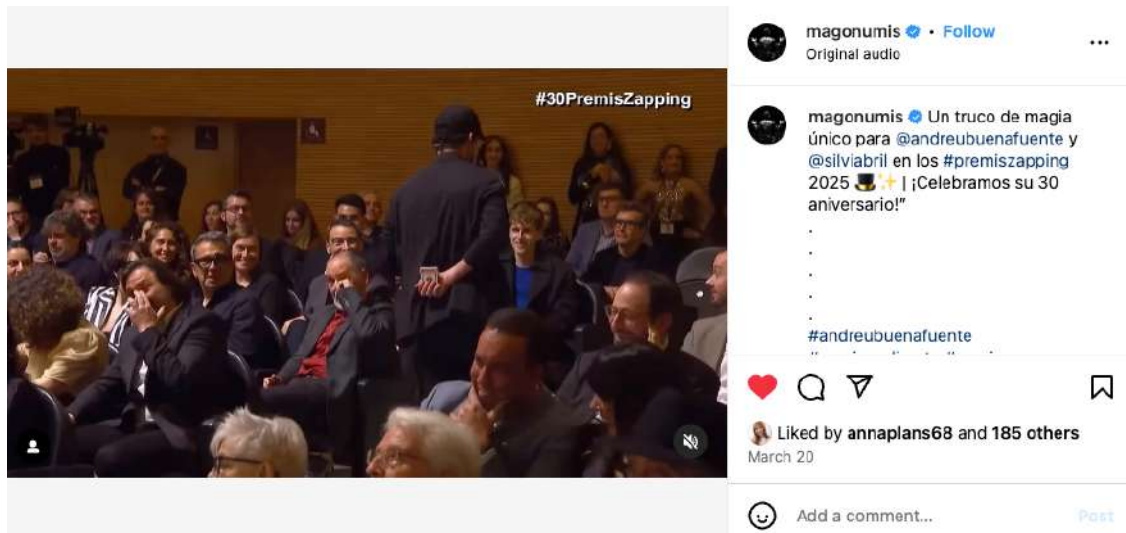 #30PremisZapping
magonumis • Follow
Original audio
magonumis Un truco de magia
único para @andreubuenafuente y
@silviabril en los #premiszapping
2025 🎩✨ | ¡Celebramos su 30
aniversario!”
.
.
.
.
.
#andreubuenafuente
Liked by annaplans68 and 185 others
March 20
Add a comment...
Post